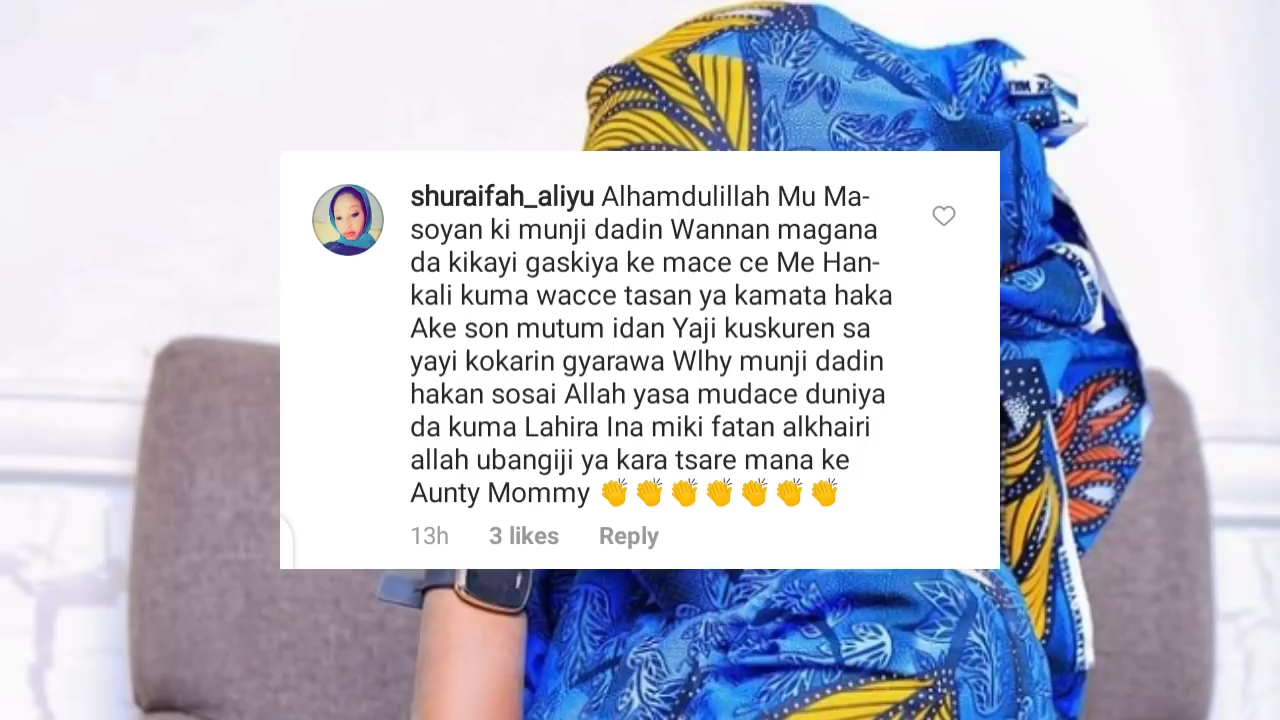 shuraifah_aliyu Alhamdulillah Mu Ma-
soyan ki munji dadin Wannan magana
da kikayi gaskiya ke mace ce Me Han-
kali kuma wacce tasan ya kamata haka
Ake son mutum idan Yaji kuskuren sa
yayi kokarin gyarawa Wlhy munji dadin
hakan sosai Allah yasa mudace duniya
da kuma Lahira Ina miki fatan alkhairi
allah ubangiji ya kara tsare mana ke
Aunty Mommy 👏👏👏👏👏👏👏
13h 3 likes Reply